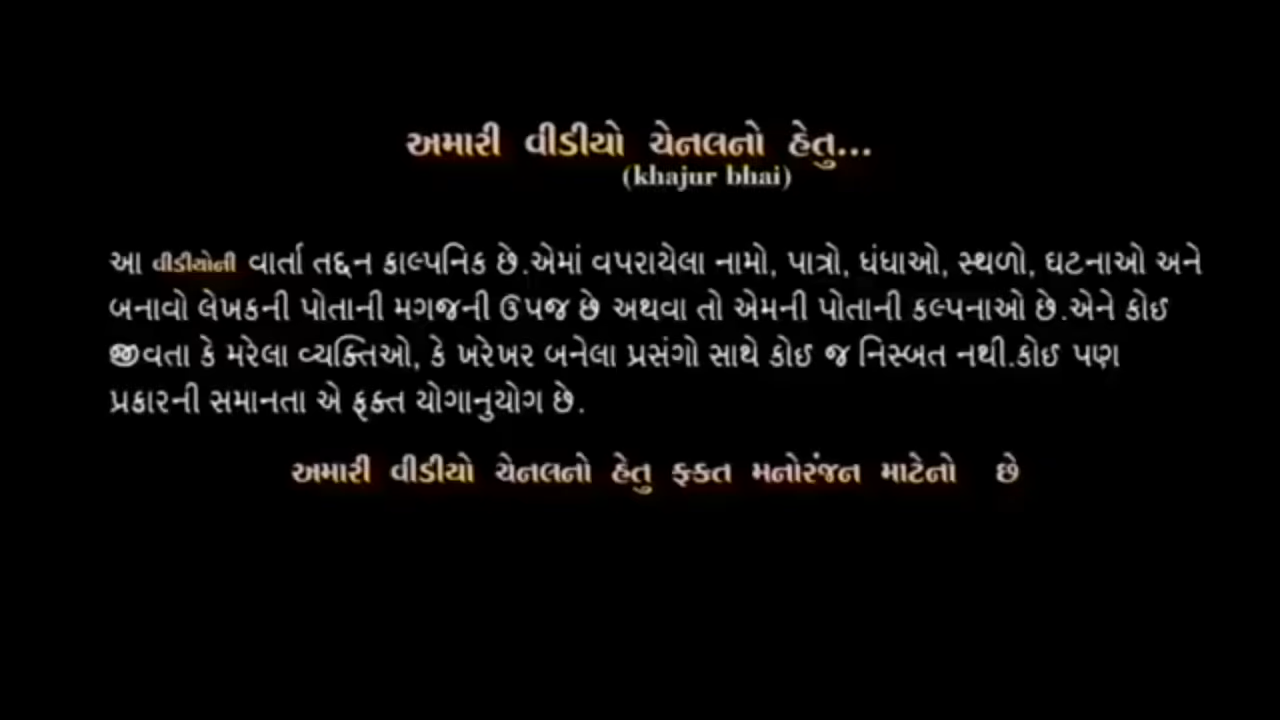 અમારી વીડીયો ચેનલનો હેતુ...
(khajur bhai)
આ વીડીયોની વાર્તા તદ્દન કાલ્પનિક છે.એમાં વપરાયેલા નામો, પાત્રો, ધંધાઓ, સ્થળો, ઘટનાઓ અને
બનાવો લેખકની પોતાની મગજની ઉપજ છે અથવા તો એમની પોતાની કલ્પનાઓ છે.એને કોઈ
જીવતા કે મરેલા વ્યક્તિઓ, કે ખરેખર બનેલા પ્રસંગો સાથે કોઈ જ નિસ્બત નથી.કોઈ પણ
પ્રકારની સમાનતા એ ફક્ત યોગાનુયોગ છે.
અમારી વીડીયો ચેનલનો હેતુ ફકત મનોરંજન માટેનો છે